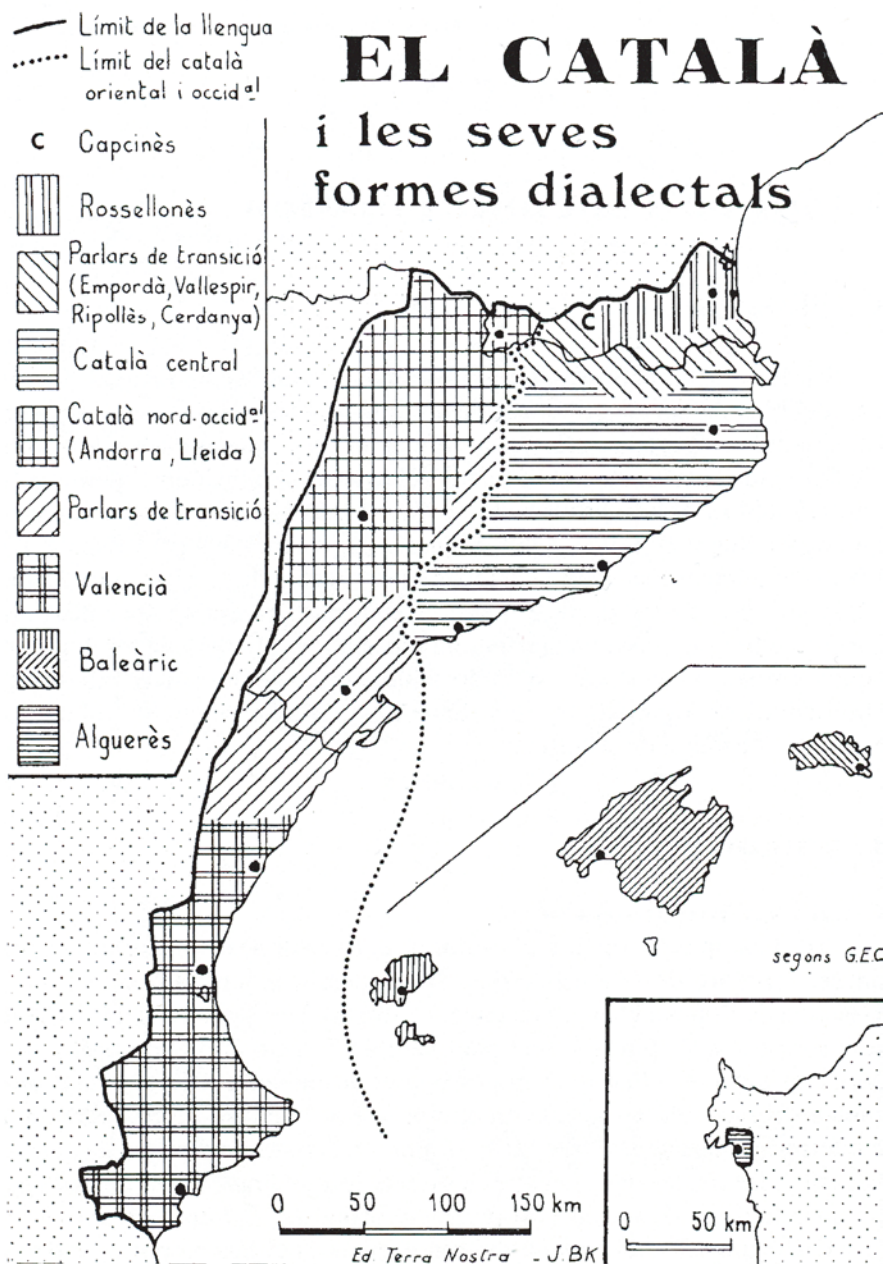 EL CATALÀ
i les seves
formes dialectals
Límit de la llengua
Límit del català
oriental i occidal
C Capcinès
Rossellonès
Parlars de transició
(Empordà, Vallespir,
Ripollès, Cerdanya)
Català central
Català nord-occidal
(Andorra, Lleida)
Parlars de transició
Valencià
Baleàric
Alguerès
C
segons G.E.C
0 50 100 150 km
0 50 km
Ed. Terra Nostra - J.BK